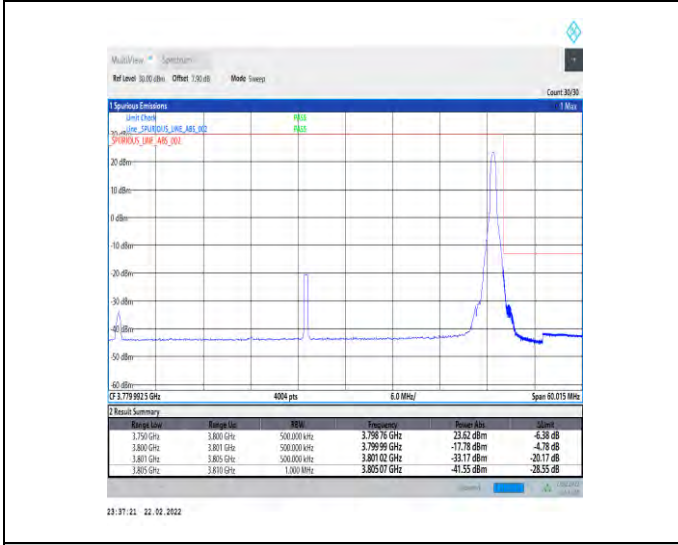 MultiView Spectrum
Ref Level 30.00 dBm Offset 7.90 dB Mode Sweep
Count 30/30
1 Spurious Emissions 1 Max
Limit Check PASS
Line _SPURIOUS_LINE_ABS_002 PASS
_SPURIOUS_LINE_ABS_002
20 dBm
10 dBm
0 dBm
-10 dBm
-20 dBm
-30 dBm
-40 dBm
-50 dBm
-60 dBm
CF 3.779 992 5 GHz 4004 pts 6.0 MHz/ Span 60.015 MHz
2 Result Summary
Range Low Range Up RBW Frequency Power Abs ΔLimit
3.750 GHz 3.800 GHz 500.000 kHz 3.798 76 GHz 23.62 dBm -6.38 dB
3.800 GHz 3.801 GHz 500.000 kHz 3.799 99 GHz -17.78 dBm -4.78 dB
3.801 GHz 3.805 GHz 500.000 kHz 3.801 02 GHz -33.17 dBm -20.17 dB
3.805 GHz 3.810 GHz 1.000 MHz 3.805 07 GHz -41.55 dBm -28.55 dB
23:37:21 22.02.2022